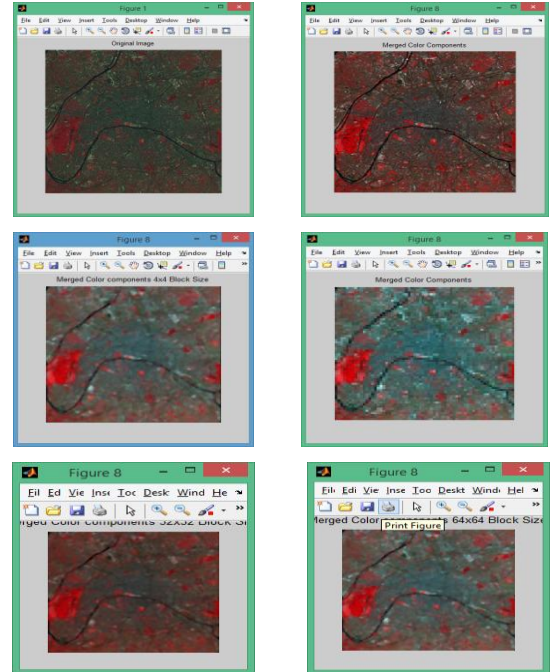 Figure 1
File Edit View Insert Tools Desktop Window Help
Original Image
Figure 8
File Edit View Insert Tools Desktop Window Help
Merged Color Components
Figure 8
File Edit View Insert Tools Desktop Window Help
Merged Color components 4x4 Block Size
Figure 8
File Edit View Insert Tools Desktop Window Help
Merged Color Components
Figure 8
Fil Ed Vie Inse Toc Desk Wind He
rged Color components 32x32 Block Si
Figure 8
Fil Edi Vie Inse Too Deskt Wind Hel
Merged Color components 64x64 Block Size
Print Figure